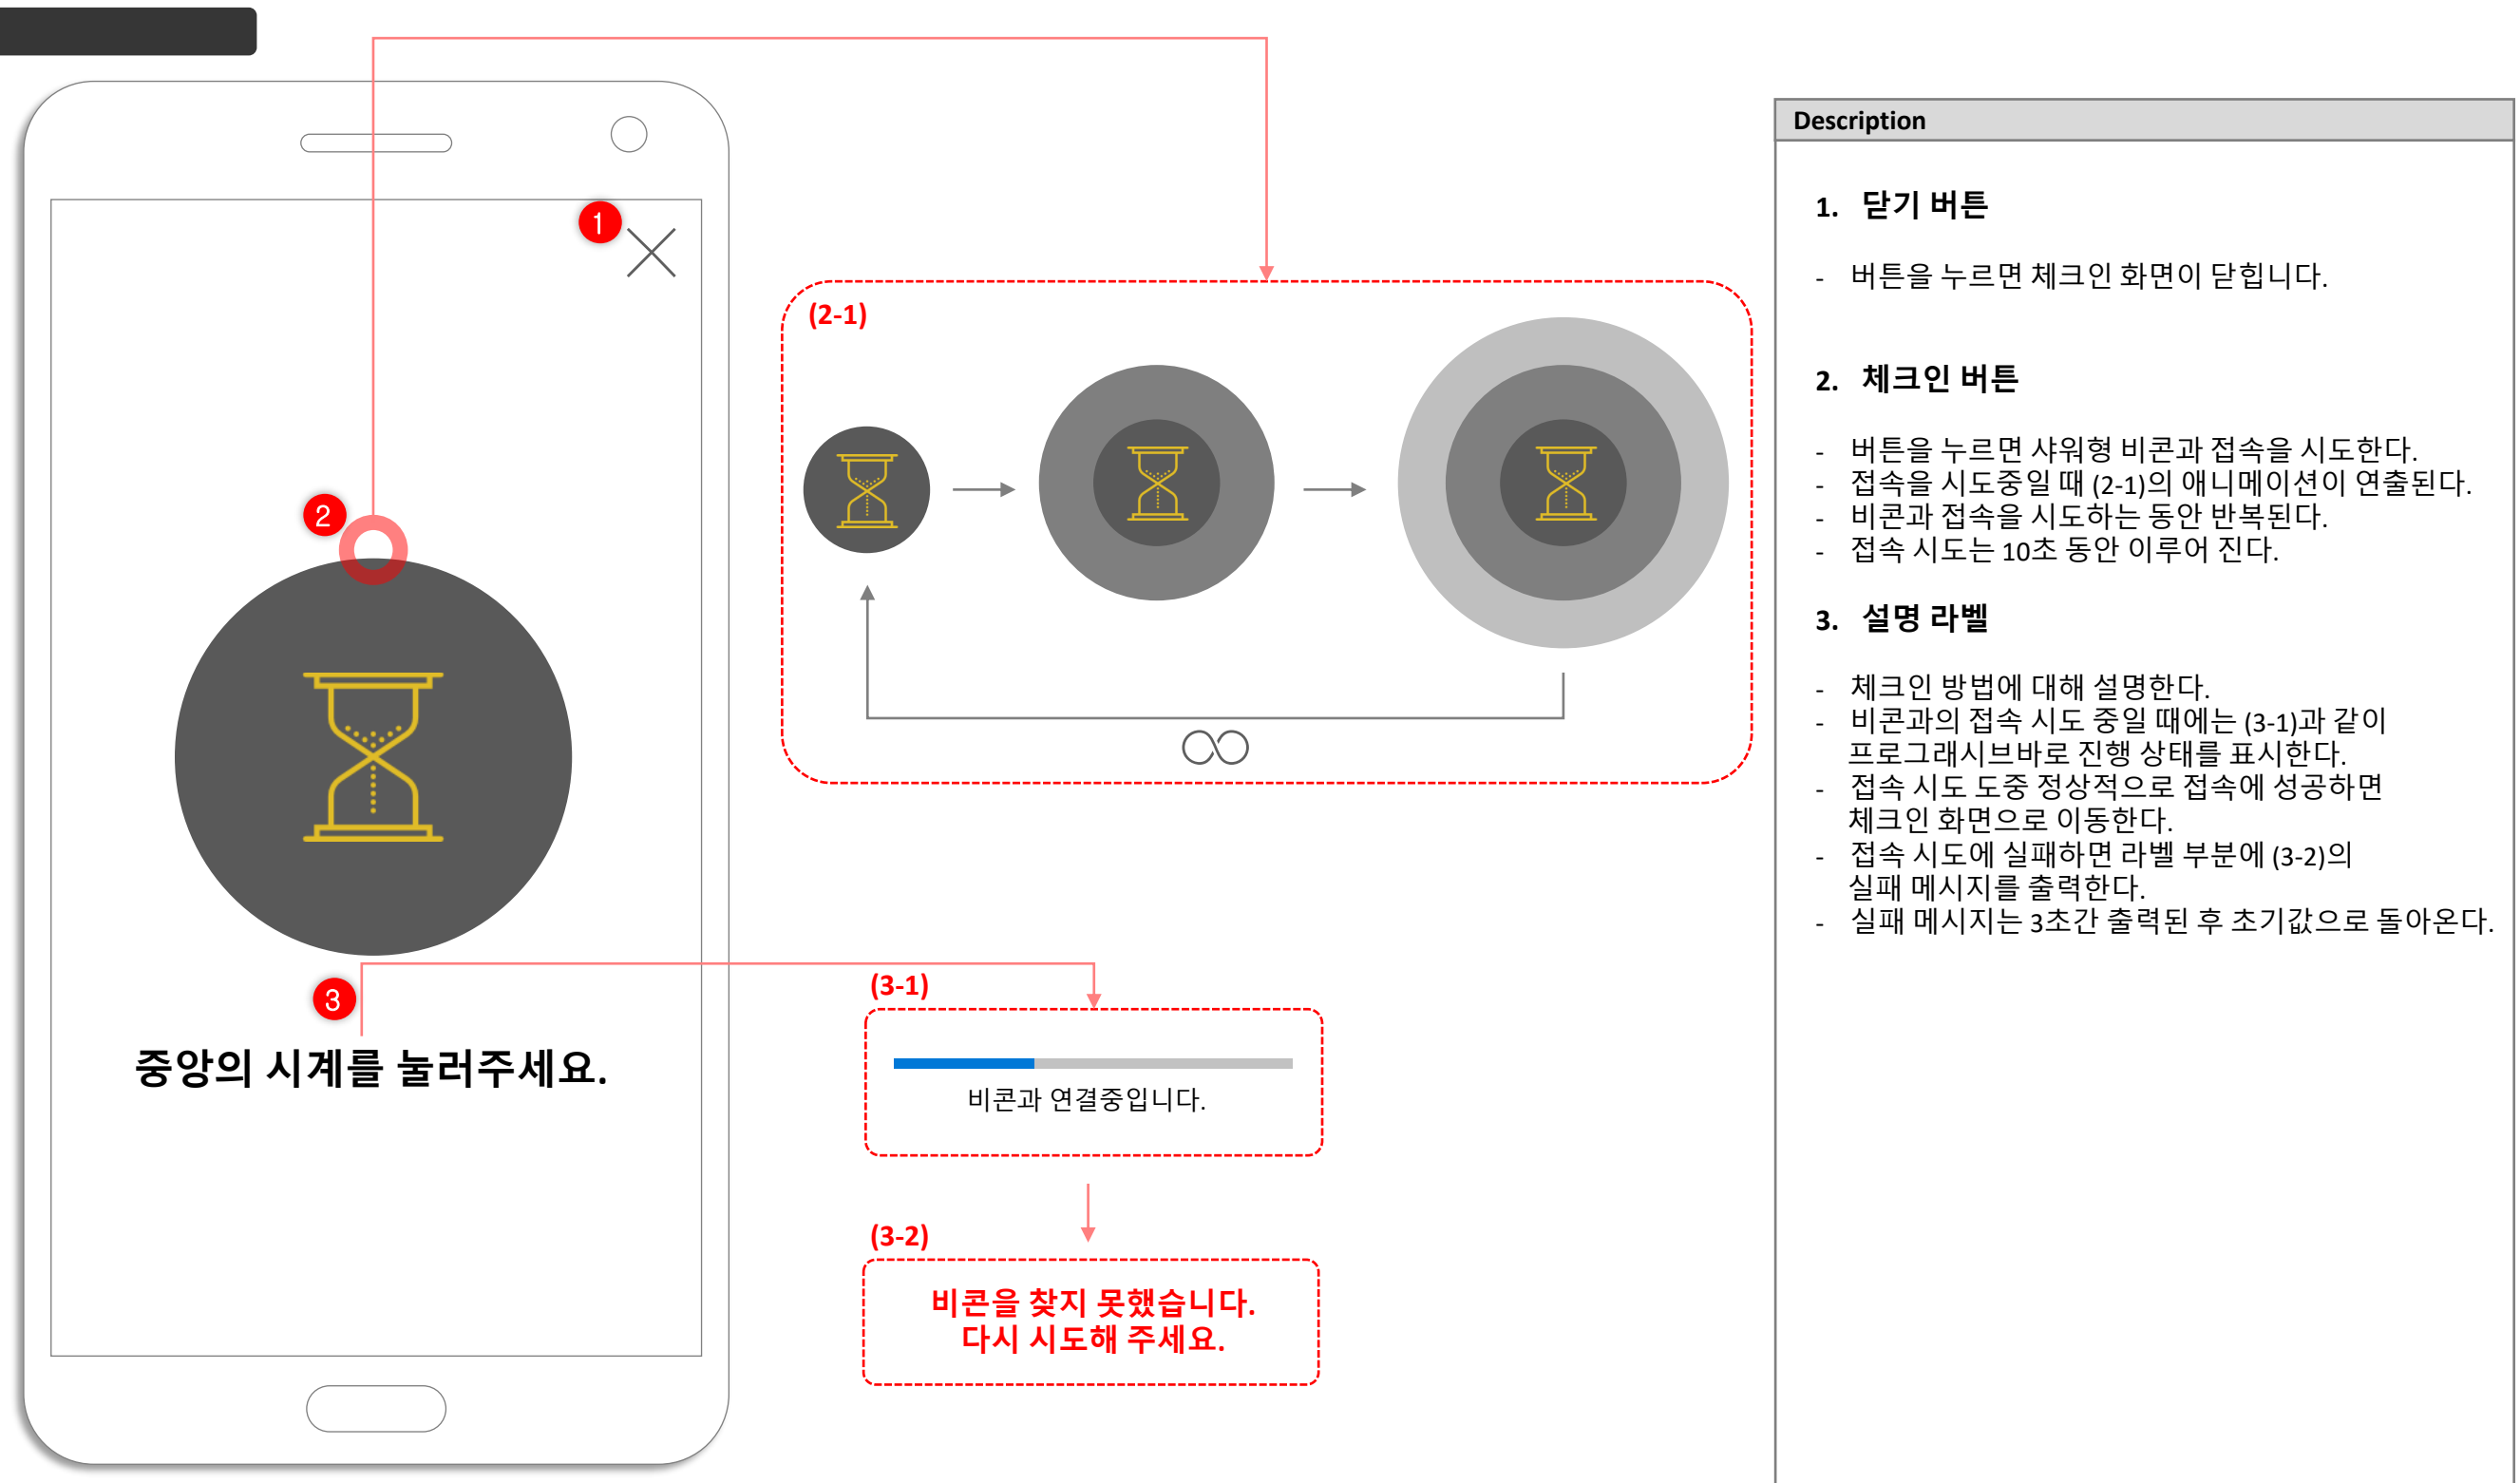 1
2
3
중앙의 시계를 눌러주세요.
(2-1)
(3-1)
비콘과 연결중입니다.
(3-2)
비콘을 찾지 못했습니다.
다시 시도해 주세요.
Description
1. 닫기 버튼
- 버튼을 누르면 체크인 화면이 닫힙니다.
2. 체크인 버튼
- 버튼을 누르면 샤워형 비콘과 접속을 시도한다.
- 접속을 시도중일 때 (2-1)의 애니메이션이 연출된다.
- 비콘과 접속을 시도하는 동안 반복된다.
- 접속 시도는 10초 동안 이루어 진다.
3. 설명 라벨
- 체크인 방법에 대해 설명한다.
- 비콘과의 접속 시도 중일 때에는 (3-1)과 같이
프로그래시브바로 진행 상태를 표시한다.
- 접속 시도 도중 정상적으로 접속에 성공하면
체크인 화면으로 이동한다.
- 접속 시도에 실패하면 라벨 부분에 (3-2)의
실패 메시지를 출력한다.
- 실패 메시지는 3초간 출력된 후 초기값으로 돌아온다.